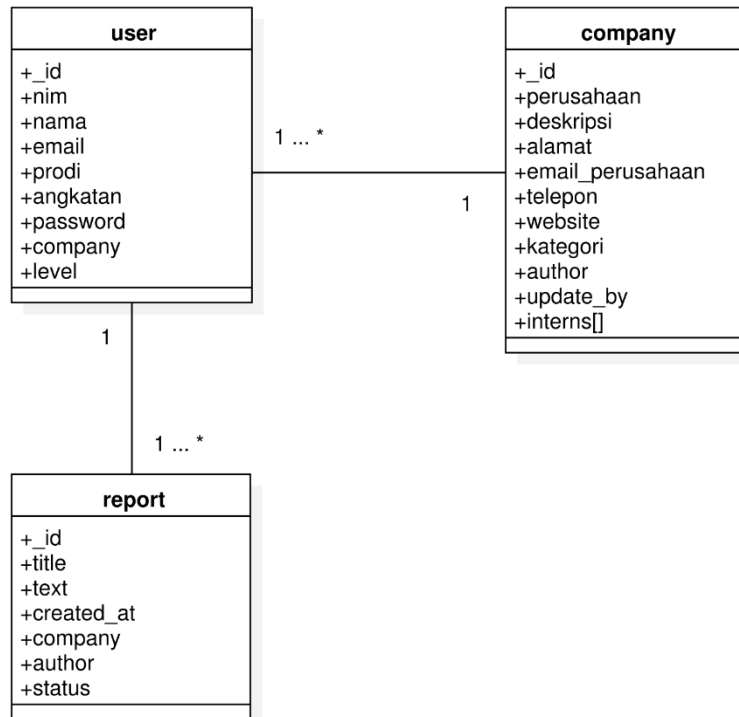 user
+_id
+nim
+nama
+email
+prodi
+angkatan
+password
+company
+level
1 ... *
1
company
+_id
+perusahaan
+deskripsi
+alamat
+email_perusahaan
+telepon
+website
+kategori
+author
+update_by
+interns[]
1
1 ... *
report
+_id
+title
+text
+created_at
+company
+author
+status